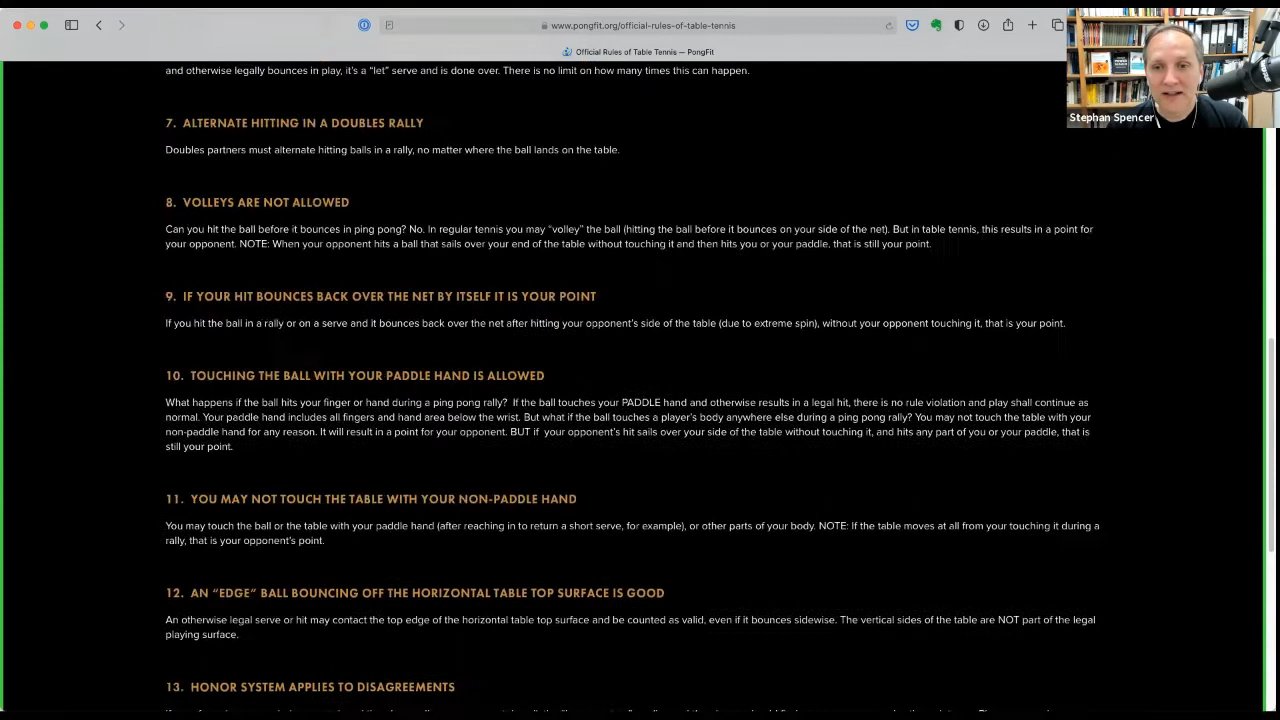 www.pongfit.org/official-rules-of-table-tennis
Official Rules of Table Tennis — PongFit
Stephan Spencer
and otherwise legally bounces in play, it's a “let” serve and is done over. There is no limit on how many times this can happen.
7. ALTERNATE HITTING IN A DOUBLES RALLY
Doubles partners must alternate hitting balls in a rally, no matter where the ball lands on the table.
8. VOLLEYS ARE NOT ALLOWED
Can you hit the ball before it bounces in ping pong? No. In regular tennis you may “volley” the ball (hitting the ball before it bounces on your side of the net). But in table tennis, this results in a point for
your opponent. NOTE: When your opponent hits a ball that sails over your end of the table without touching it and then hits you or your paddle, that is still your point.
9. IF YOUR HIT BOUNCES BACK OVER THE NET BY ITSELF IT IS YOUR POINT
If you hit the ball in a rally or on a serve and it bounces back over the net after hitting your opponent's side of the table (due to extreme spin), without your opponent touching it, that is your point.
10. TOUCHING THE BALL WITH YOUR PADDLE HAND IS ALLOWED
What happens if the ball hits your finger or hand during a ping pong rally? If the ball touches your PADDLE hand and otherwise results in a legal hit, there is no rule violation and play shall continue as
normal. Your paddle hand includes all fingers and hand area below the wrist. But what if the ball touches a player's body anywhere else during a ping pong rally? You may not touch the table with your
non-paddle hand for any reason. It will result in a point for your opponent. BUT if your opponent's hit sails over your side of the table without touching it, and hits any part of you or your paddle, that is
still your point.
11. YOU MAY NOT TOUCH THE TABLE WITH YOUR NON-PADDLE HAND
You may touch the ball or the table with your paddle hand (after reaching in to return a short serve, for example), or other parts of your body. NOTE: If the table moves at all from your touching it during a
rally, that is your opponent's point.
12. AN “EDGE” BALL BOUNCING OFF THE HORIZONTAL TABLE TOP SURFACE IS GOOD
An otherwise legal serve or hit may contact the top edge of the horizontal table top surface and be counted as valid, even if it bounces sidewise. The vertical sides of the table are NOT part of the legal
playing surface.
13. HONOR SYSTEM APPLIES TO DISAGREEMENTS